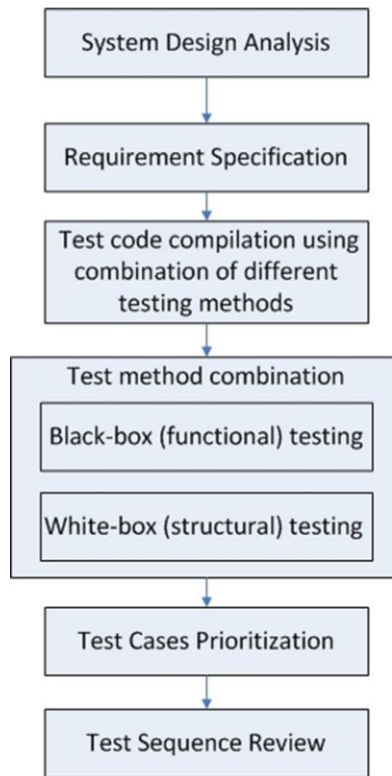 System Design Analysis
Requirement Specification
Test code compilation using
combination of different
testing methods
Test method combination
Black-box (functional) testing
White-box (structural) testing
Test Cases Prioritization
Test Sequence Review